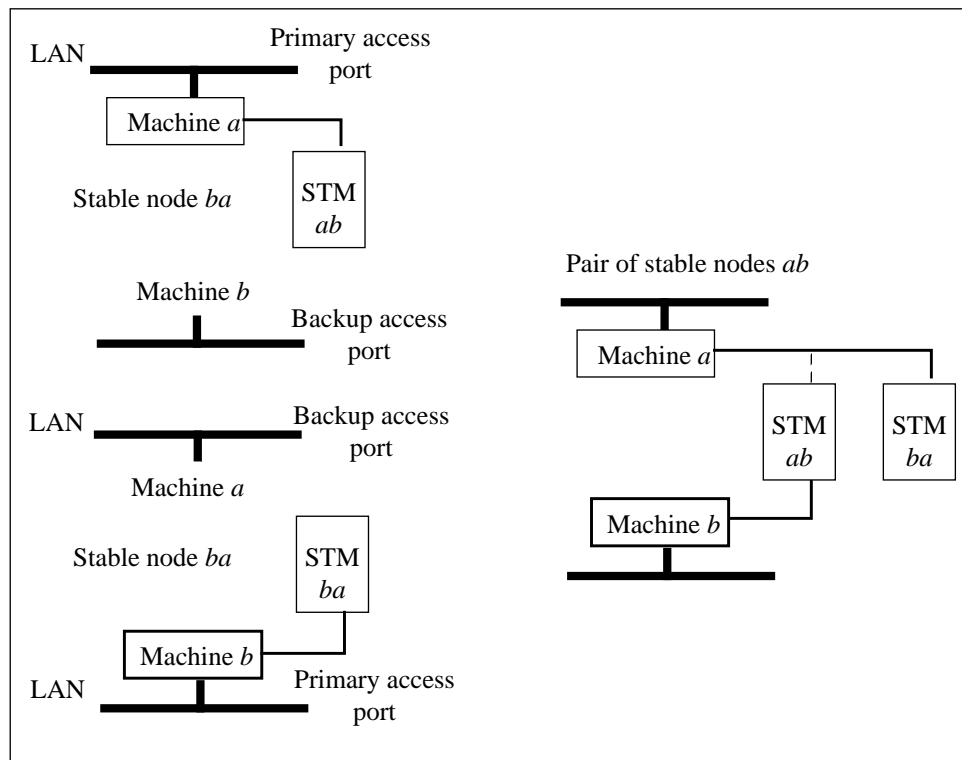 LAN
Primary access
port
Machine a
Stable node ba
STM
ab
Machine b
Backup access
port
LAN
Backup access
port
Machine a
Stable node ba
STM
ba
Machine b
LAN
Primary access
port
Pair of stable nodes ab
Machine a
STM
ab
STM
ba
Machine b